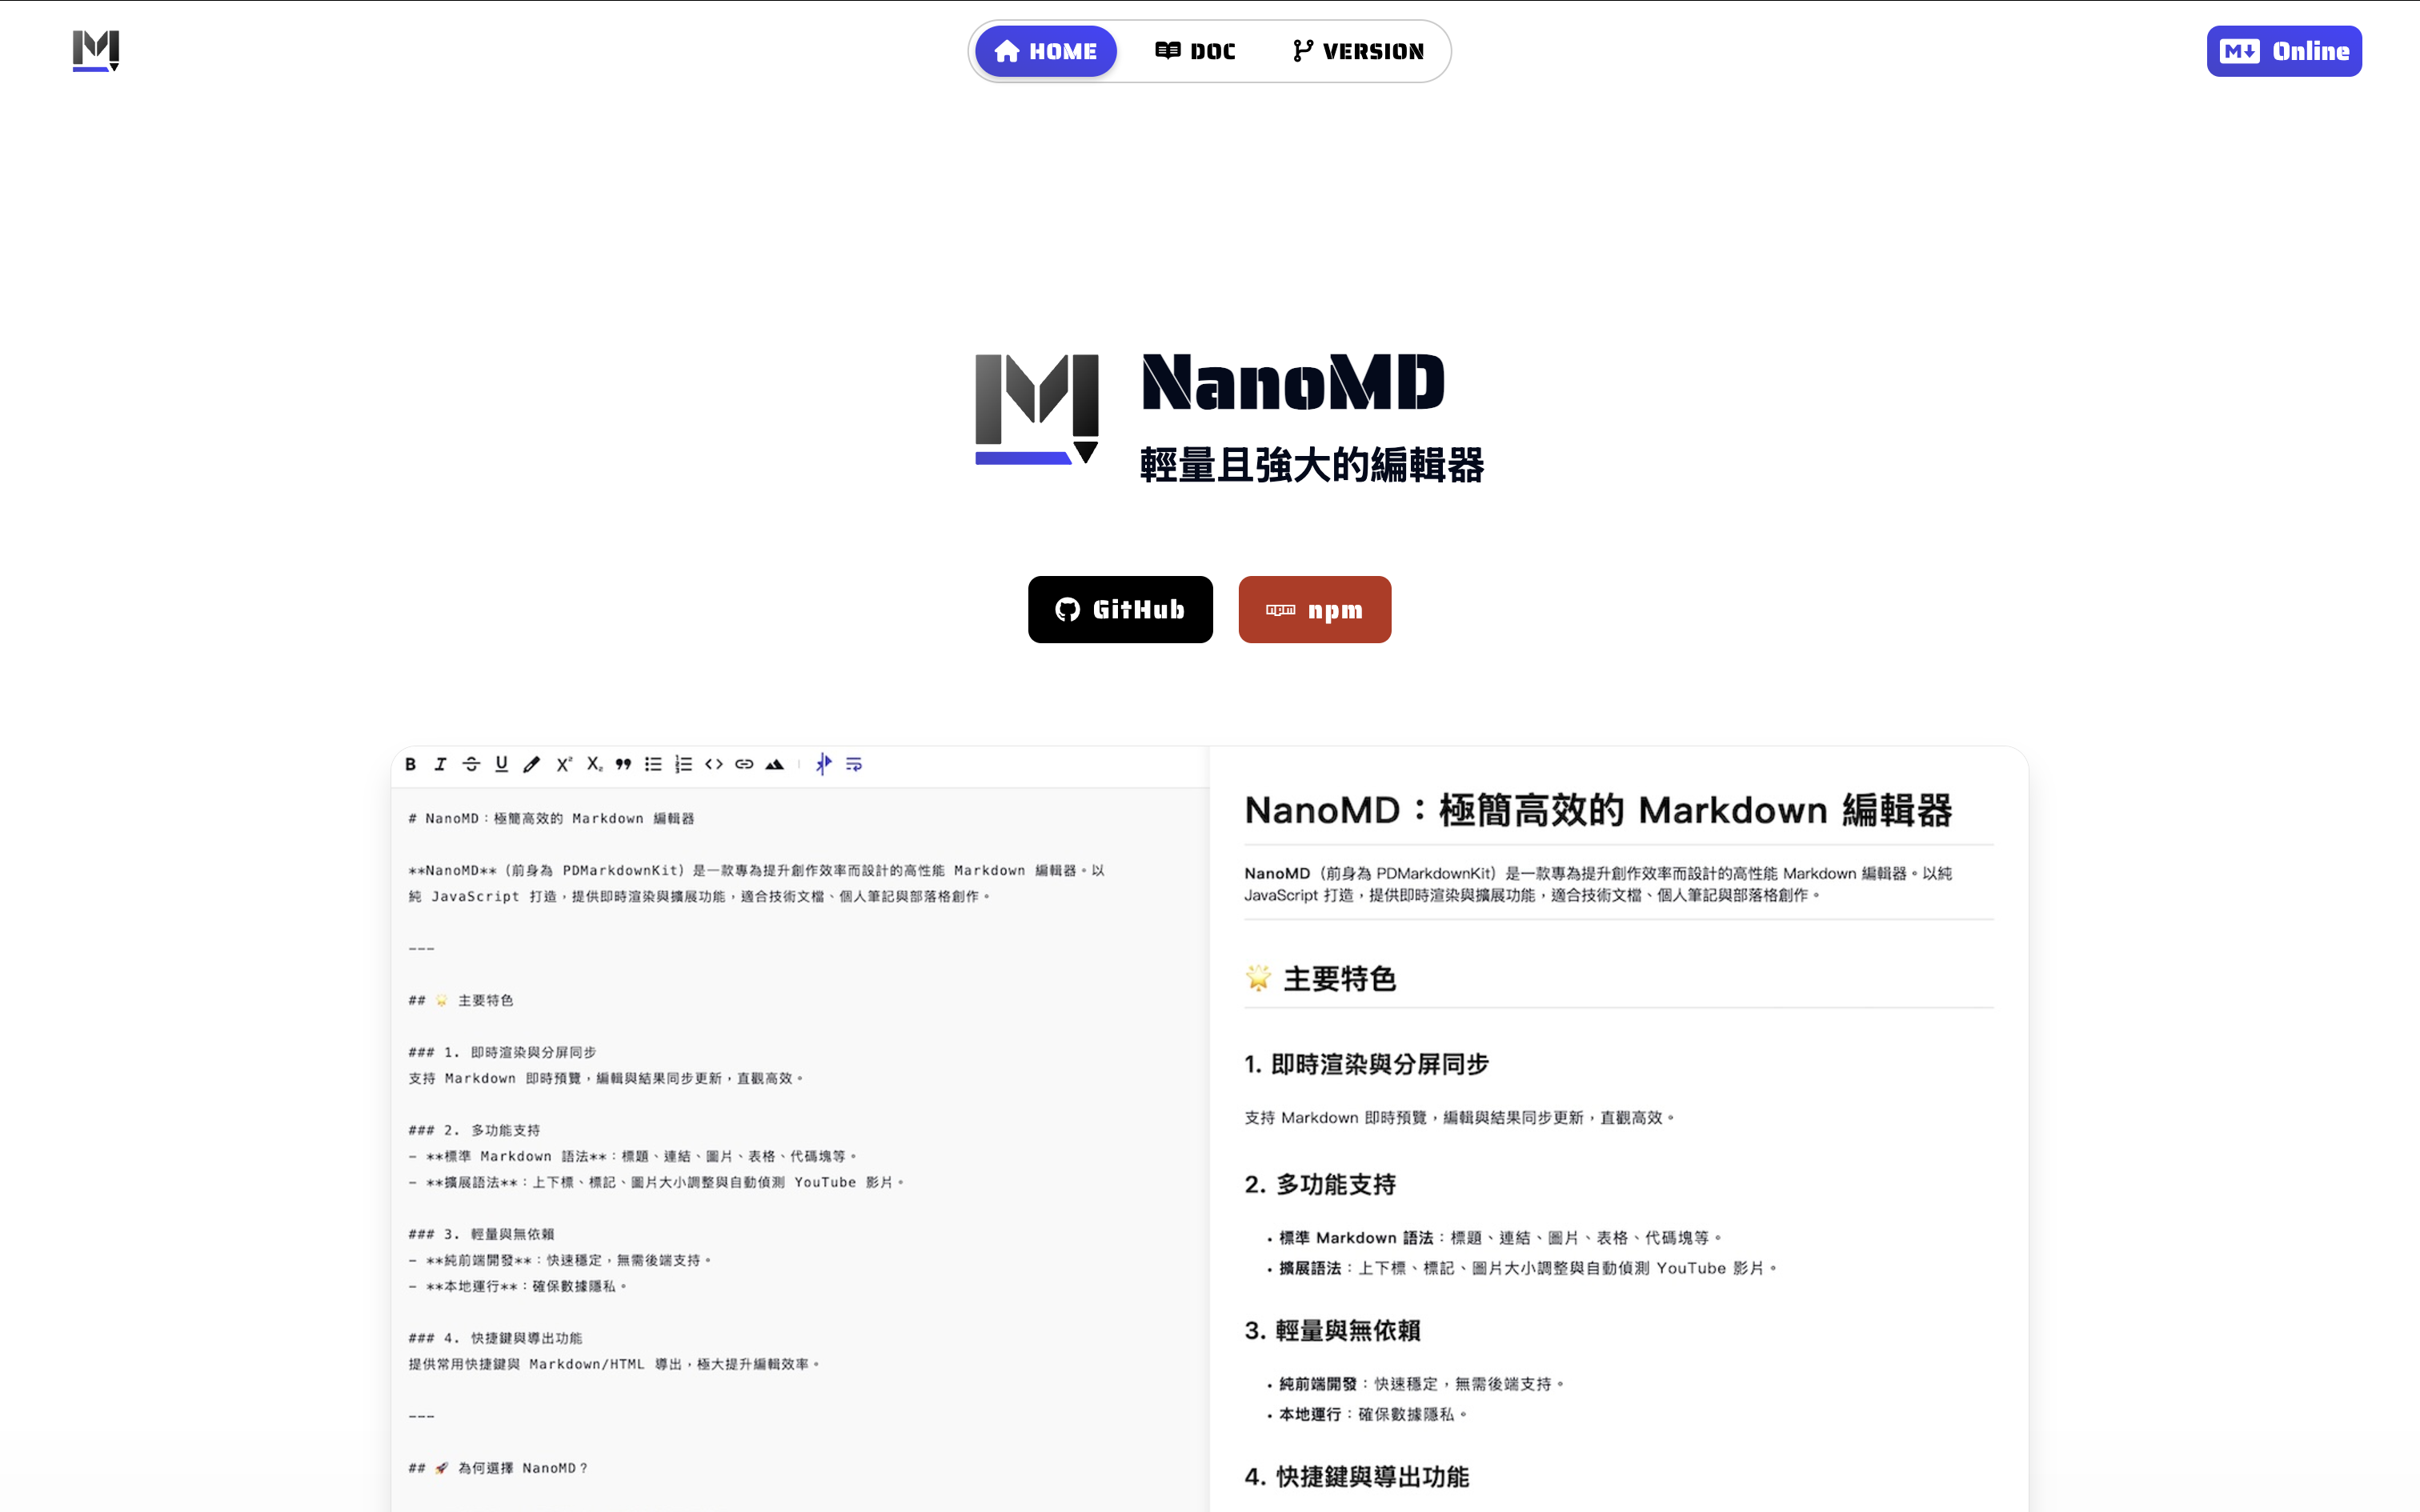 HOME
DOC
VERSION
Online
NanoMD
輕量且強大的編輯器
GitHub
npm
# NanoMD：極簡高效的 Markdown 編輯器
**NanoMD**（前身為 PDMarkdownKit）是一款專為提升創作效率而設計的高性能 Markdown 編輯器。以
純 JavaScript 打造，提供即時渲染與擴展功能，適合技術文檔、個人筆記與部落格創作。
---
## 🌟 主要特色
### 1. 即時渲染與分屏同步
支持 Markdown 即時預覽，編輯與結果同步更新，直觀高效。
### 2. 多功能支持
- **標準 Markdown 語法**：標題、連結、圖片、表格、代碼塊等。
- **擴展語法**：上下標、標記、圖片大小調整與自動偵測 YouTube 影片。
### 3. 輕量與無依賴
- **純前端開發**：快速穩定，無需後端支持。
- **本地運行**：確保數據隱私。
### 4. 快捷鍵與導出功能
提供常用快捷鍵與 Markdown/HTML 導出，極大提升編輯效率。
---
## 🚀 為何選擇 NanoMD？
NanoMD：極簡高效的 Markdown 編輯器
NanoMD（前身為 PDMarkdownKit）是一款專為提升創作效率而設計的高性能 Markdown 編輯器。以純
JavaScript 打造，提供即時渲染與擴展功能，適合技術文檔、個人筆記與部落格創作。
🌟 主要特色
1. 即時渲染與分屏同步
支持 Markdown 即時預覽，編輯與結果同步更新，直觀高效。
2. 多功能支持
• 標準 Markdown 語法：標題、連結、圖片、表格、代碼塊等。
• 擴展語法：上下標、標記、圖片大小調整與自動偵測 YouTube 影片。
3. 輕量與無依賴
• 純前端開發：快速穩定，無需後端支持。
• 本地運行：確保數據隱私。
4. 快捷鍵與導出功能